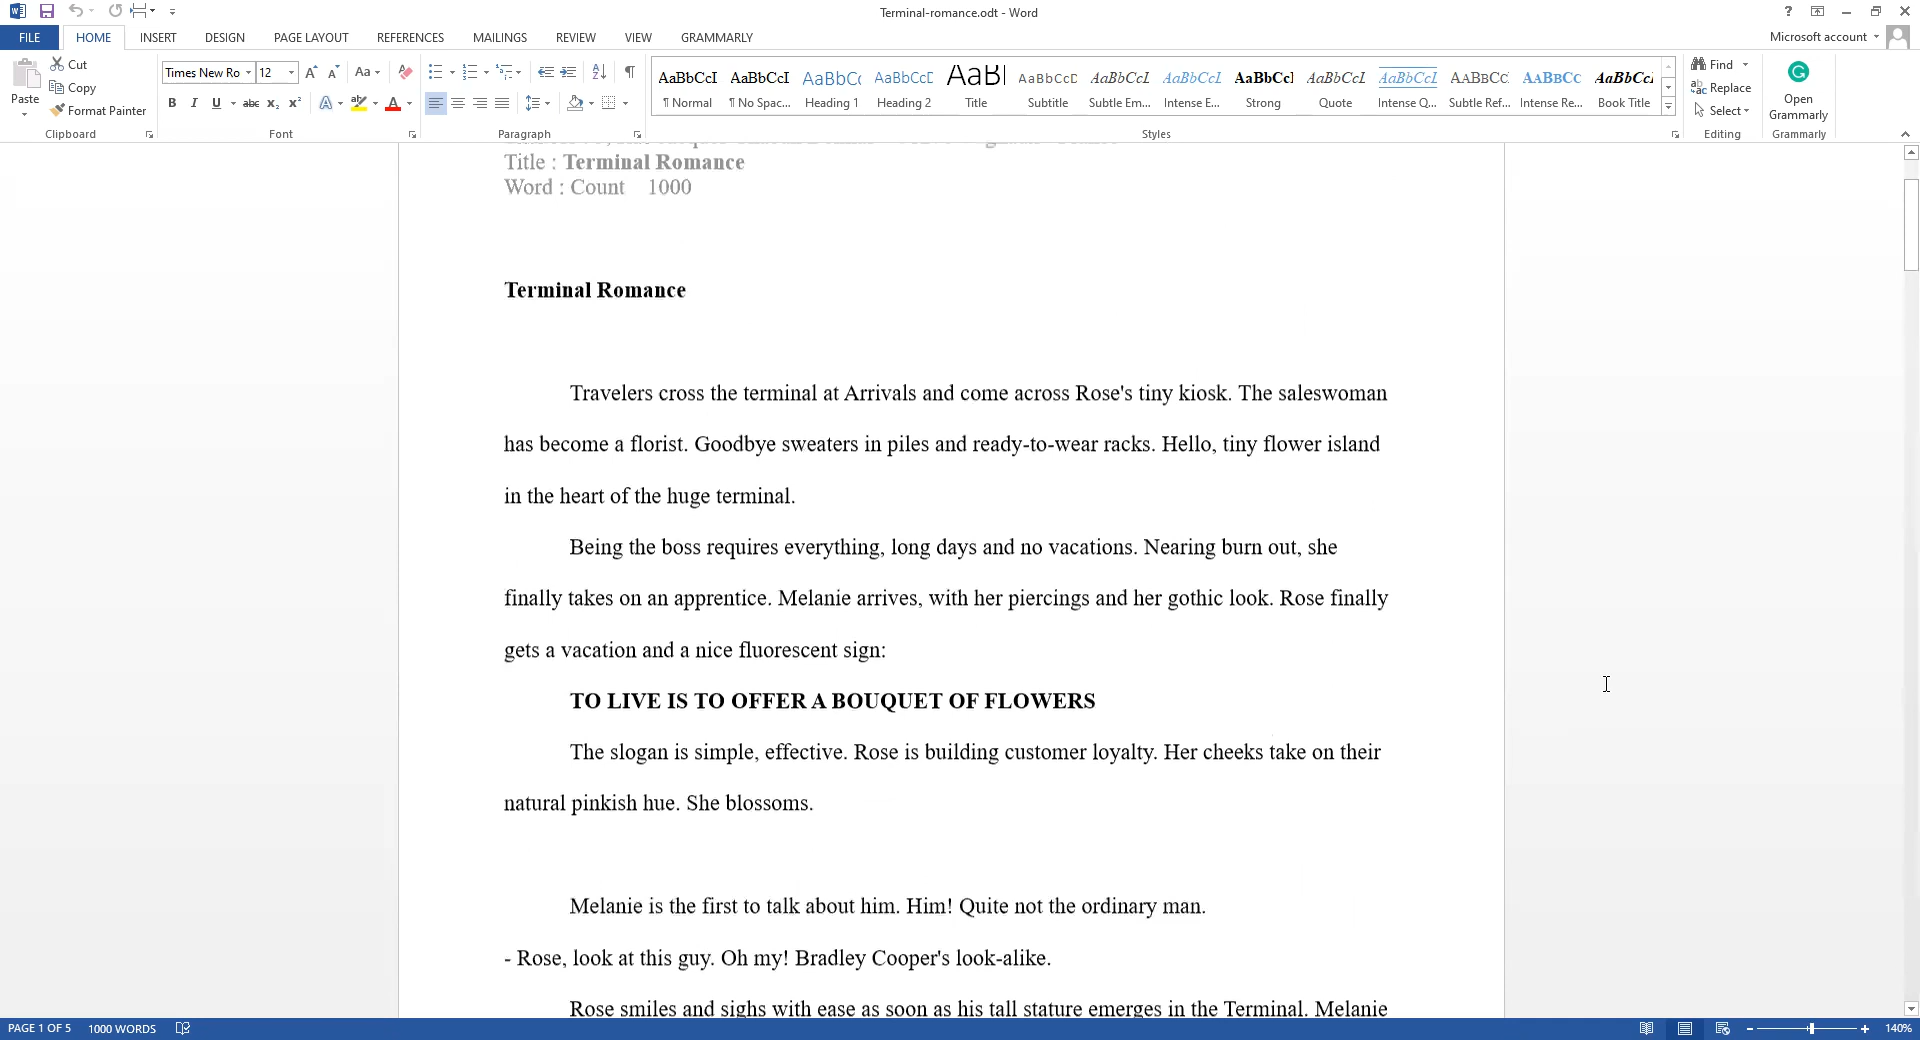 Terminal-romance.odt - Word
?
FILE HOME INSERT DESIGN PAGE LAYOUT REFERENCES MAILINGS REVIEW VIEW GRAMMARLY
Microsoft account
Paste
Cut
Copy
Format Painter
Clipboard
Times New Ro 12
Aa
B I U abc x₂ x²
A A
Font
Paragraph
AaBbCcI AaBbCcI AaBbC AaBbCcE AaB AaBbCcD AaBbCcL AaBbCcI AaBbCcI AaBbCcL AaBbCcI AABBCC AABBCC AaBbCcI
¶ Normal ¶ No Spac... Heading 1 Heading 2 Title Subtitle Subtle Em... Intense E... Strong Quote Intense Q... Subtle Ref... Intense Re... Book Title
Styles
Find
Replace
Select
Editing
Open
Grammarly
Grammarly
Title : Terminal Romance
Word : Count 1000
Terminal Romance
Travelers cross the terminal at Arrivals and come across Rose's tiny kiosk. The saleswoman
has become a florist. Goodbye sweaters in piles and ready-to-wear racks. Hello, tiny flower island
in the heart of the huge terminal.
Being the boss requires everything, long days and no vacations. Nearing burn out, she
finally takes on an apprentice. Melanie arrives, with her piercings and her gothic look. Rose finally
gets a vacation and a nice fluorescent sign:
TO LIVE IS TO OFFER A BOUQUET OF FLOWERS
The slogan is simple, effective. Rose is building customer loyalty. Her cheeks take on their
natural pinkish hue. She blossoms.
Melanie is the first to talk about him. Him! Quite not the ordinary man.
- Rose, look at this guy. Oh my! Bradley Cooper's look-alike.
Rose smiles and sighs with ease as soon as his tall stature emerges in the Terminal. Melanie
PAGE 1 OF 5 1000 WORDS
140%